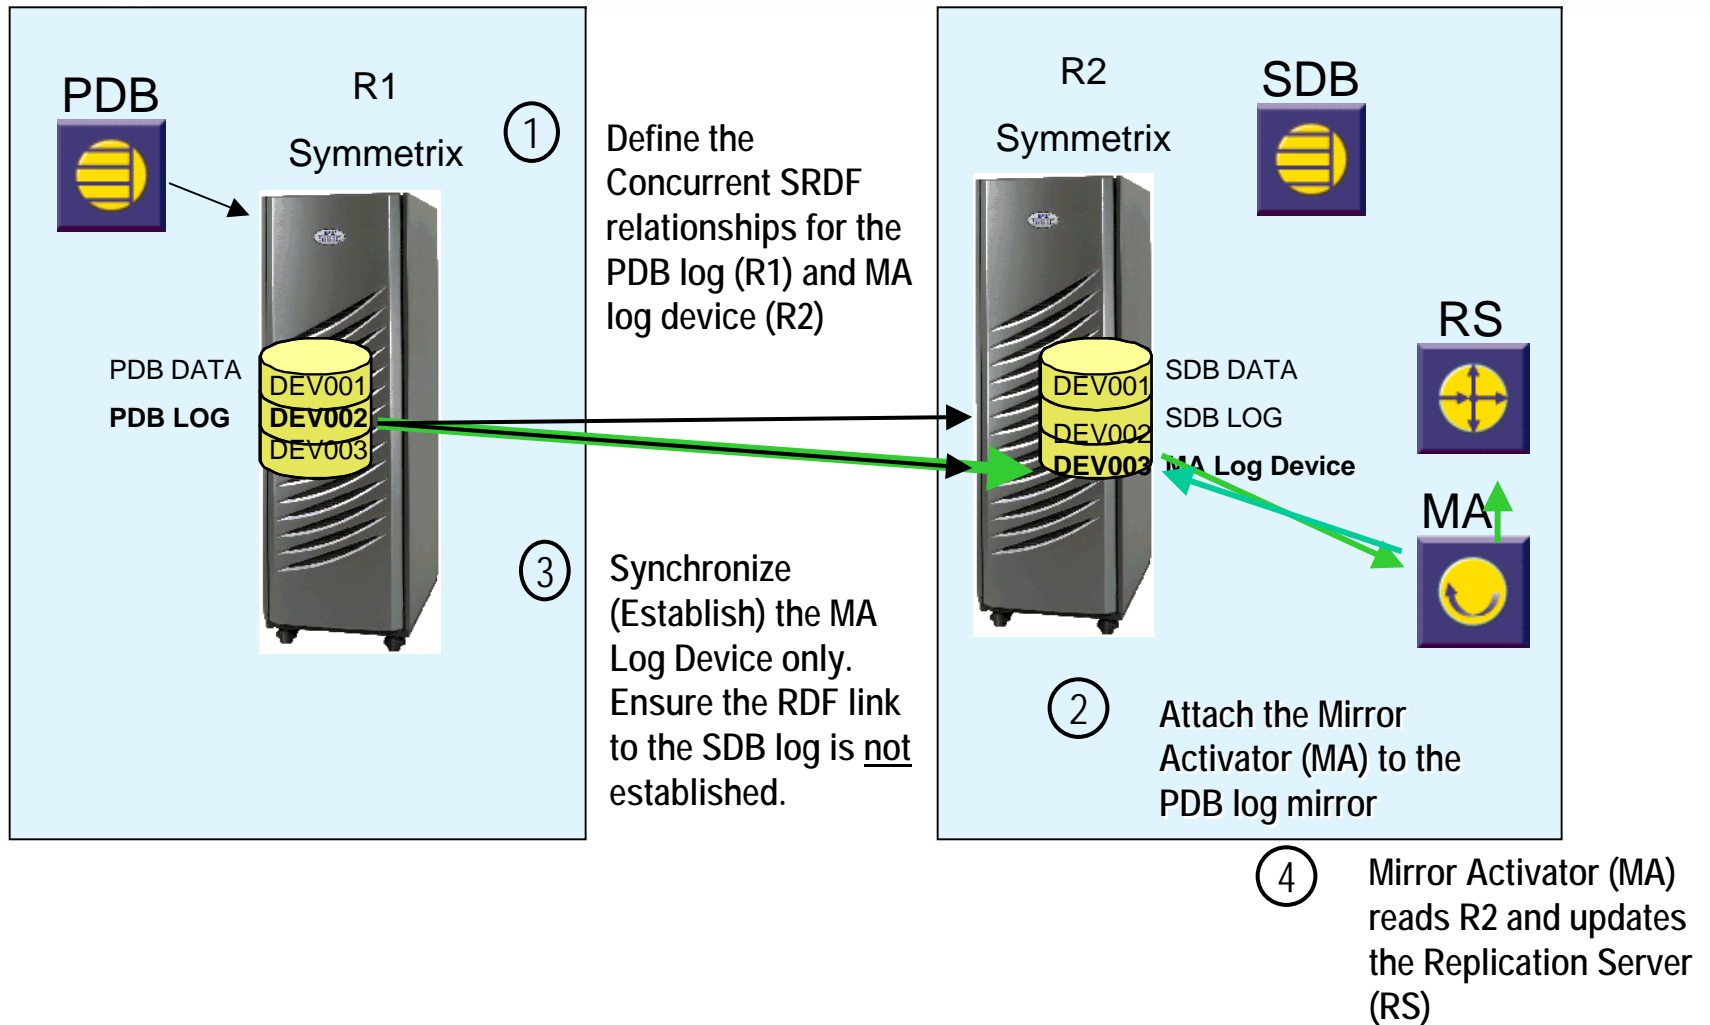 PDB
R1
Symmetrix
1
Define the
Concurrent SRDF
relationships for the
PDB log (R1) and MA
log device (R2)
PDB DATA
PDB LOG
DEV001
DEV002
DEV003
3
Synchronize
(Establish) the MA
Log Device only.
Ensure the RDF link
to the SDB log is not
established.
R2
Symmetrix
SDB
RS
DEV001
DEV002
DEV003
SDB DATA
SDB LOG
MA Log Device
MA
2
Attach the Mirror
Activator (MA) to the
PDB log mirror
4
Mirror Activator (MA)
reads R2 and updates
the Replication Server
(RS)